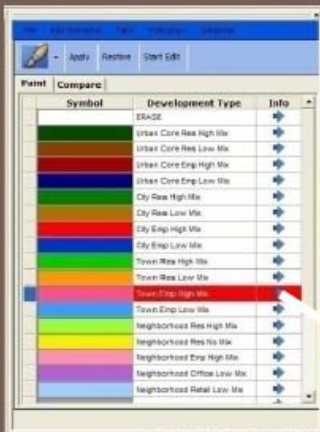 Apply Restore Start Edit
Paint Compare
Symbol Development Type Info
ERASE
Urban Core Res High Mix
Urban Core Res Low Mix
Urban Core Emp High Mix
Urban Core Emp Low Mix
City Res High Mix
City Res Low Mix
City Emp High Mix
City Emp Low Mix
Town Res High Mix
Town Res Low Mix
Town Emp High Mix
Town Emp Low Mix
Neighborhood Res High Mix
Neighborhood Res No Mix
Neighborhood Emp High Mix
Neighborhood Office Low Mix
Neighborhood Retail Low Mix